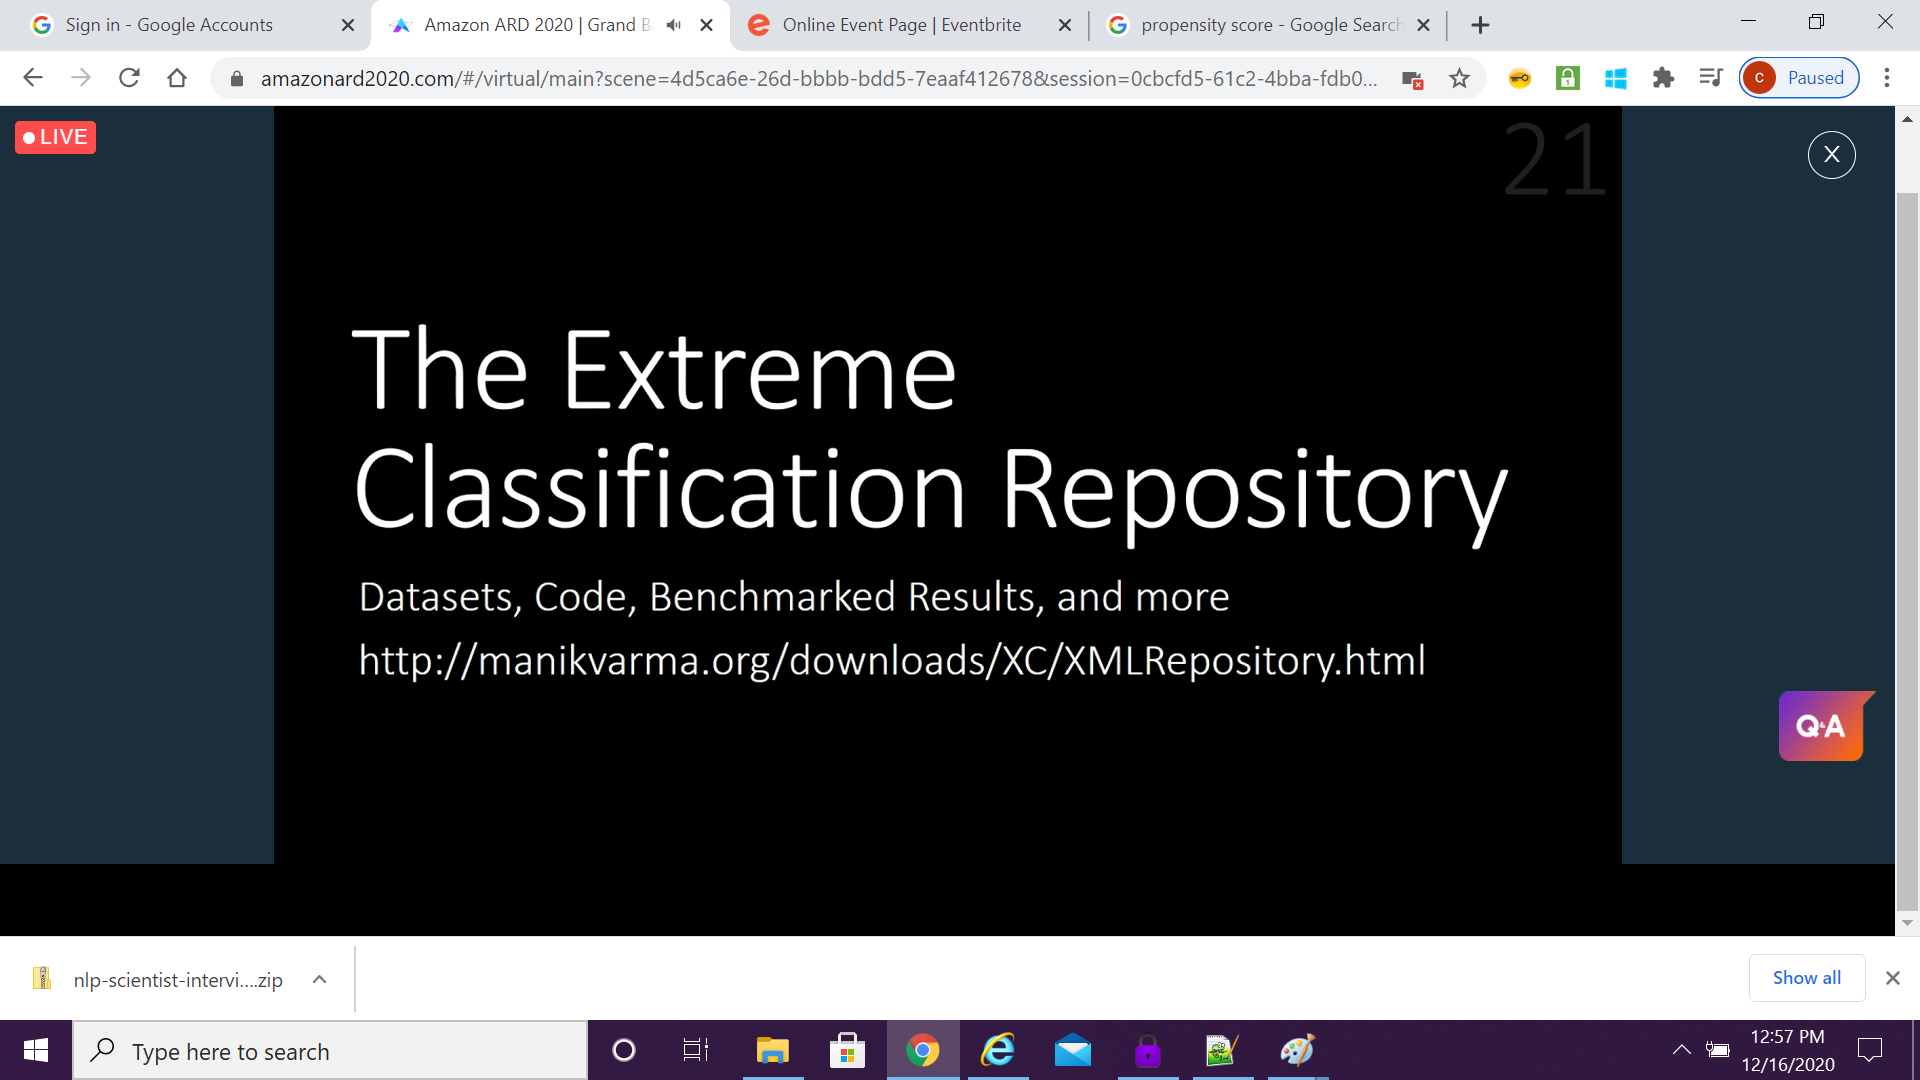 Sign in - Google Accounts
Amazon ARD 2020 | Grand B
Online Event Page | Eventbrite
propensity score - Google Search
amazonard2020.com/#/virtual/main?scene=4d5ca6e-26d-bbbb-bdd5-7eaaf412678&session=0cbcfd5-61c2-4bba-fdb0...
1
C
Paused
LIVE
21
X
The Extreme
Classification Repository
Datasets, Code, Benchmarked Results, and more
http://manikvarma.org/downloads/XC/XMLRepository.html
Q&A
nlp-scientist-intervi....zip
Show all
Type here to search
12:57 PM
12/16/2020